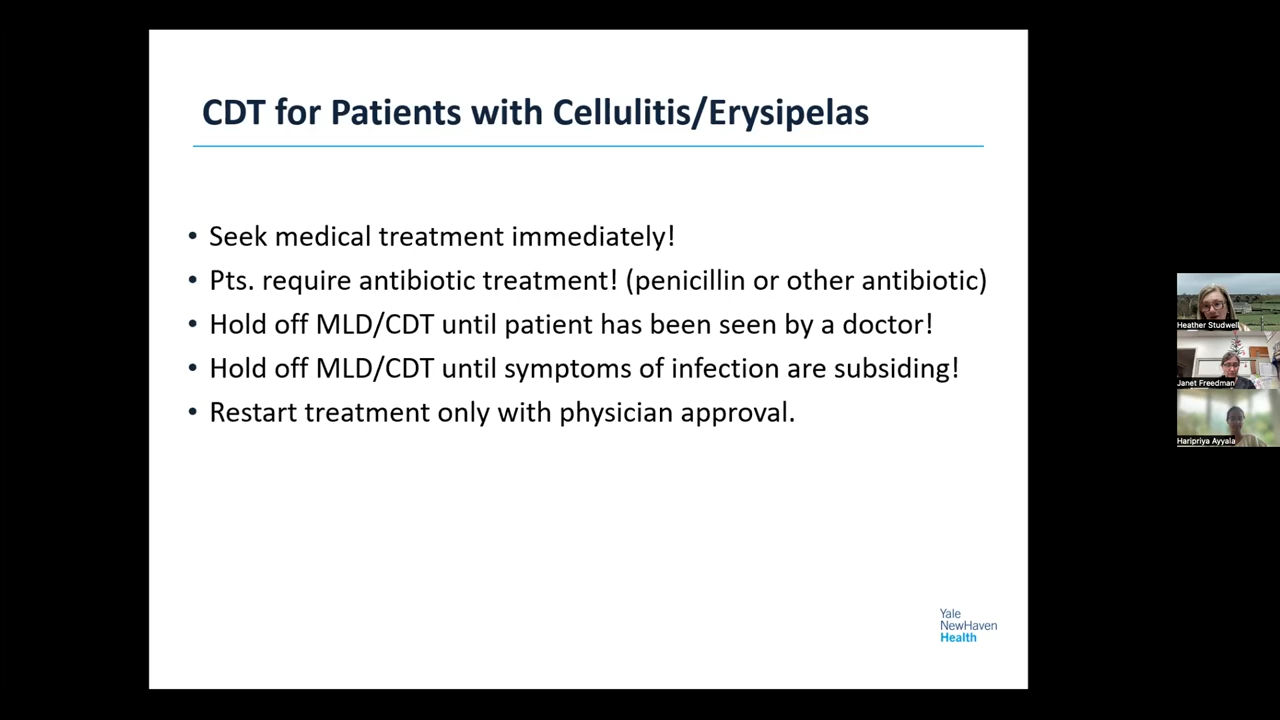 CDT for Patients with Cellulitis/Erysipelas
• Seek medical treatment immediately!
• Pts. require antibiotic treatment! (penicillin or other antibiotic)
• Hold off MLD/CDT until patient has been seen by a doctor!
• Hold off MLD/CDT until symptoms of infection are subsiding!
• Restart treatment only with physician approval.
Yale
NewHaven
Health
Heather Studwell
Janet Freedman
Haripriya Ayyala